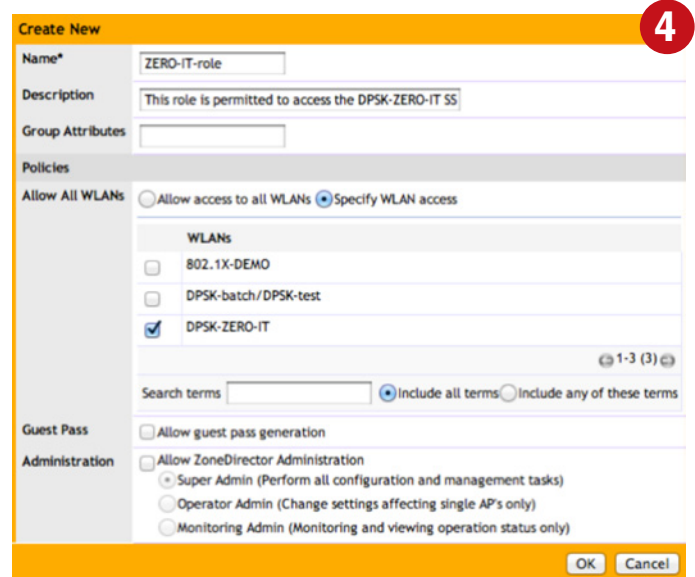 4
Create New
Name* ZERO-IT-role
Description This role is permitted to access the DPSK-ZERO-IT SS
Group Attributes
Policies
Allow All WLANs Allow access to all WLANs Specify WLAN access
WLANs
802.1X-DEMO
DPSK-batch/DPSK-test
DPSK-ZERO-IT
1-3 (3)
Search terms Include all terms Include any of these terms
Guest Pass Allow guest pass generation
Administration Allow ZoneDirector Administration
Super Admin (Perform all configuration and management tasks)
Operator Admin (Change settings affecting single AP's only)
Monitoring Admin (Monitoring and viewing operation status only)
OK Cancel